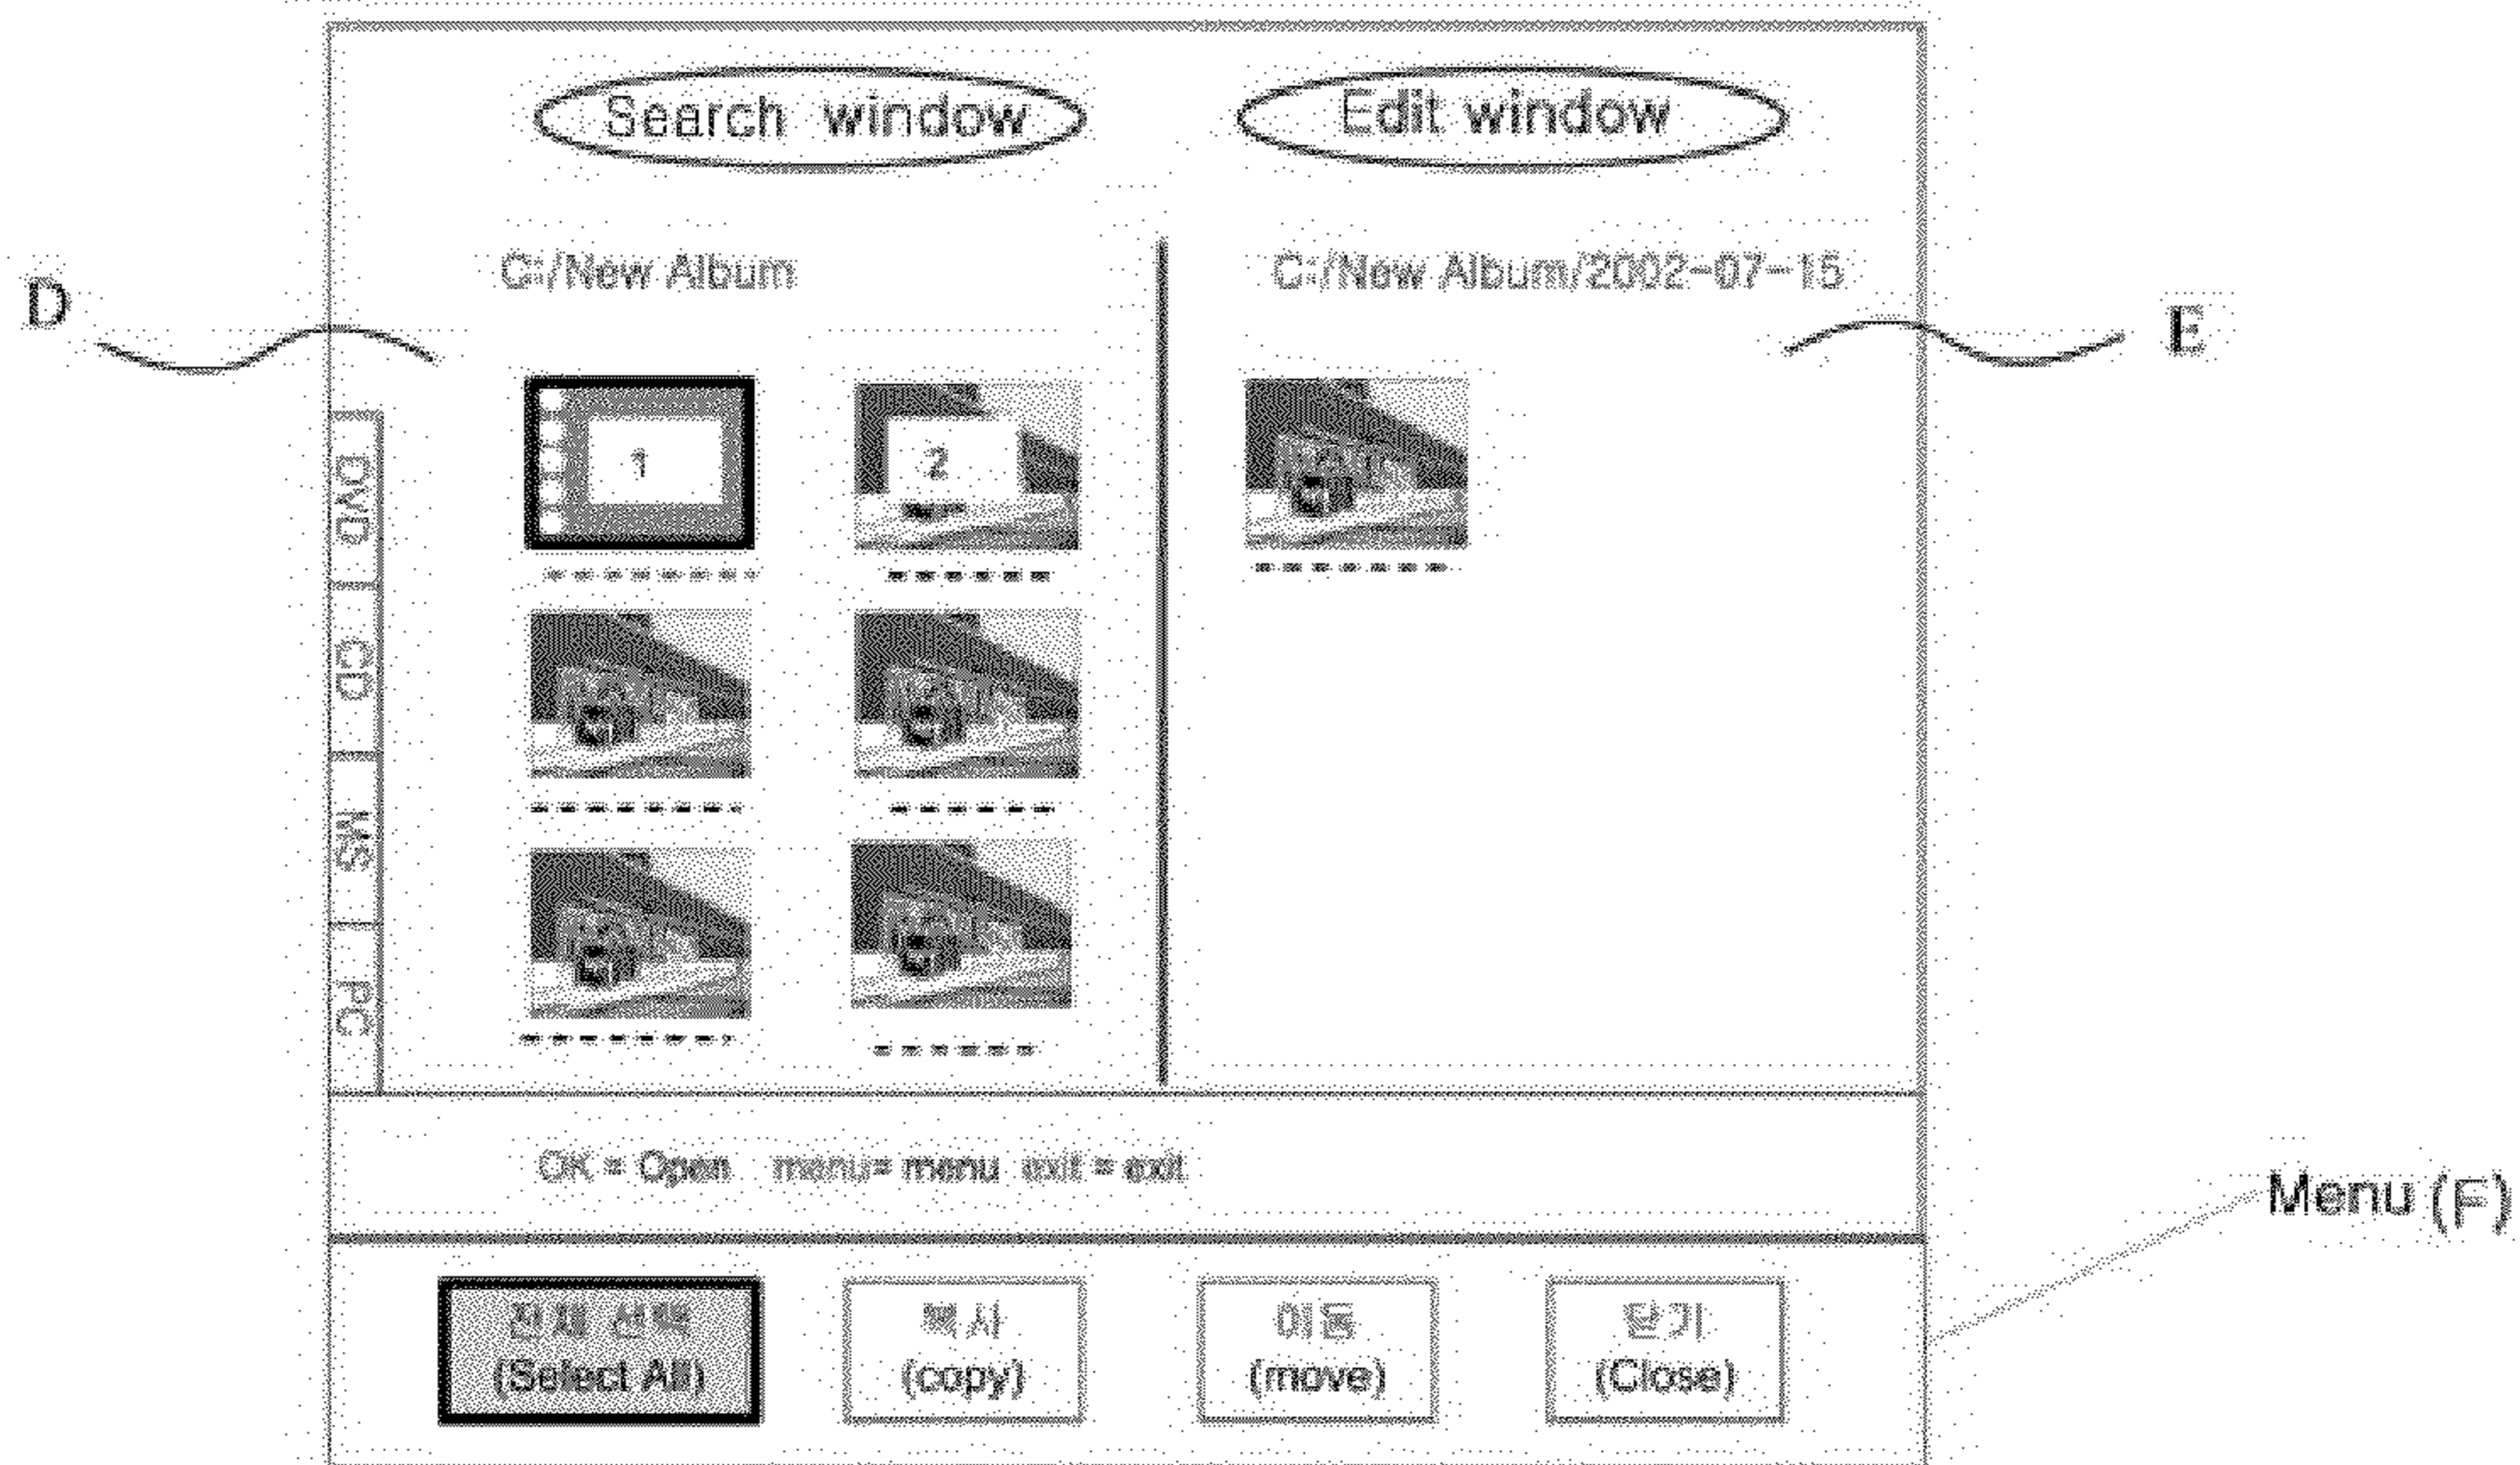 Search window
Edit window
C:/New Album
C:/New Album/2002-07-15
D
E
1
2
DVD
CD
MS
PC
OK = Open menu= menu exit = exit
Menu (F)
전체 선택
(Select All)
복사
(copy)
이동
(move)
닫기
(Close)